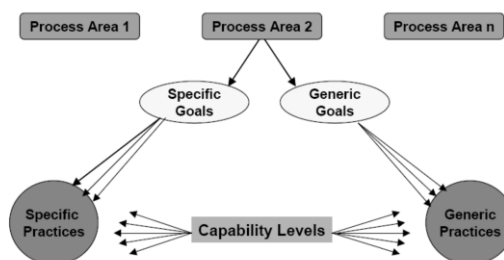 Process Area 1
Process Area 2
Process Area n
Specific
Goals
Generic
Goals
Specific
Practices
Capability Levels
Generic
Practices